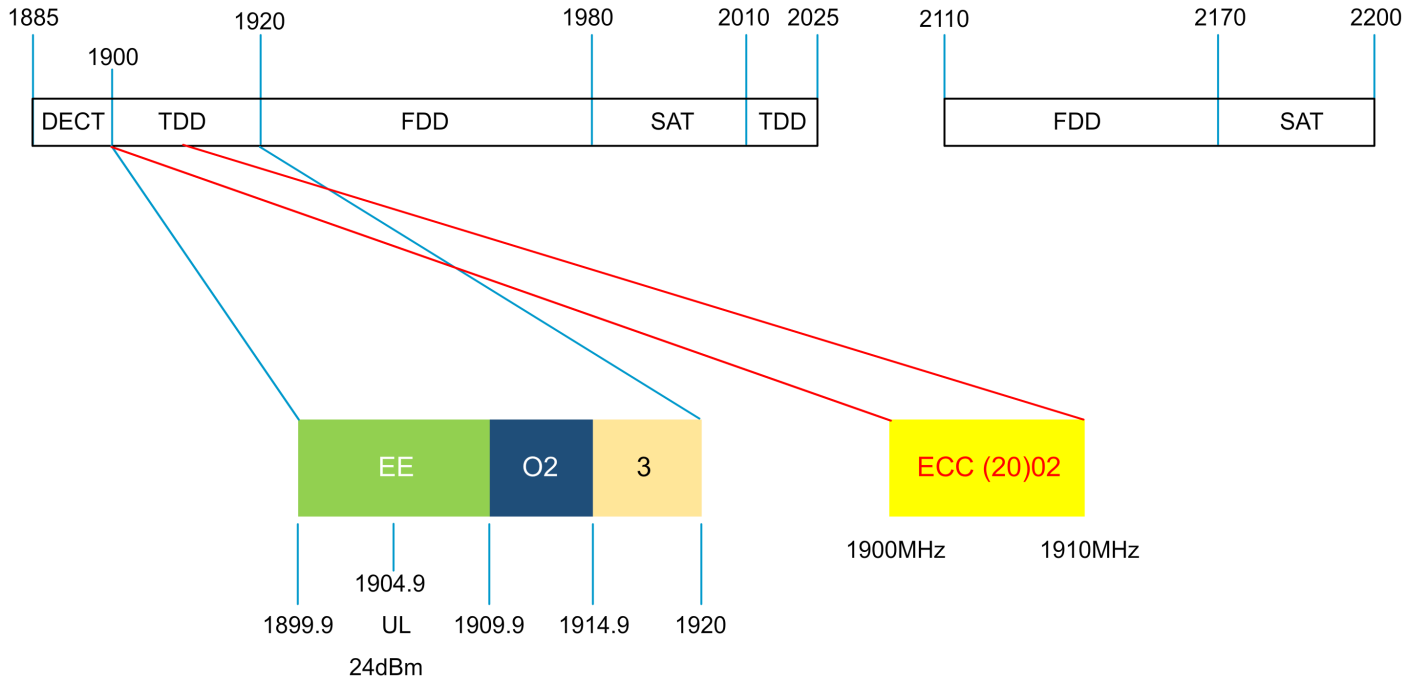 1885 1920 1980 2010 2025 2110 2170 2200
1900
DECT TDD FDD SAT TDD FDD SAT
EE O2 3 ECC (20)02
1900MHz 1910MHz
1904.9
1899.9 UL 1909.9 1914.9 1920
24dBm